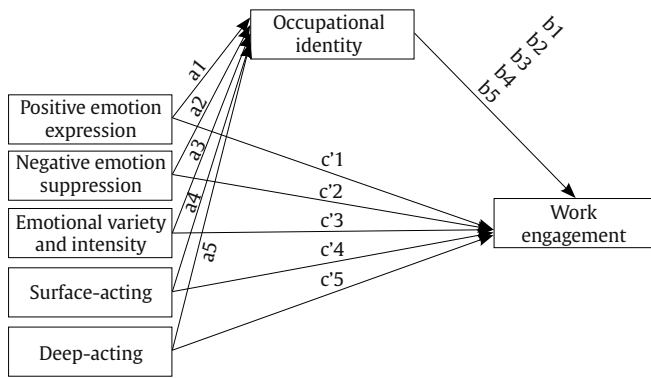 Occupational
identity
b1
b2
b3
b4
b5
a1
a2
a3
a4
a5
Positive emotion
expression
Negative emotion
suppression
Emotional variety
and intensity
Surface-acting
Deep-acting
c'1
c'2
c'3
c'4
c'5
Work
engagement